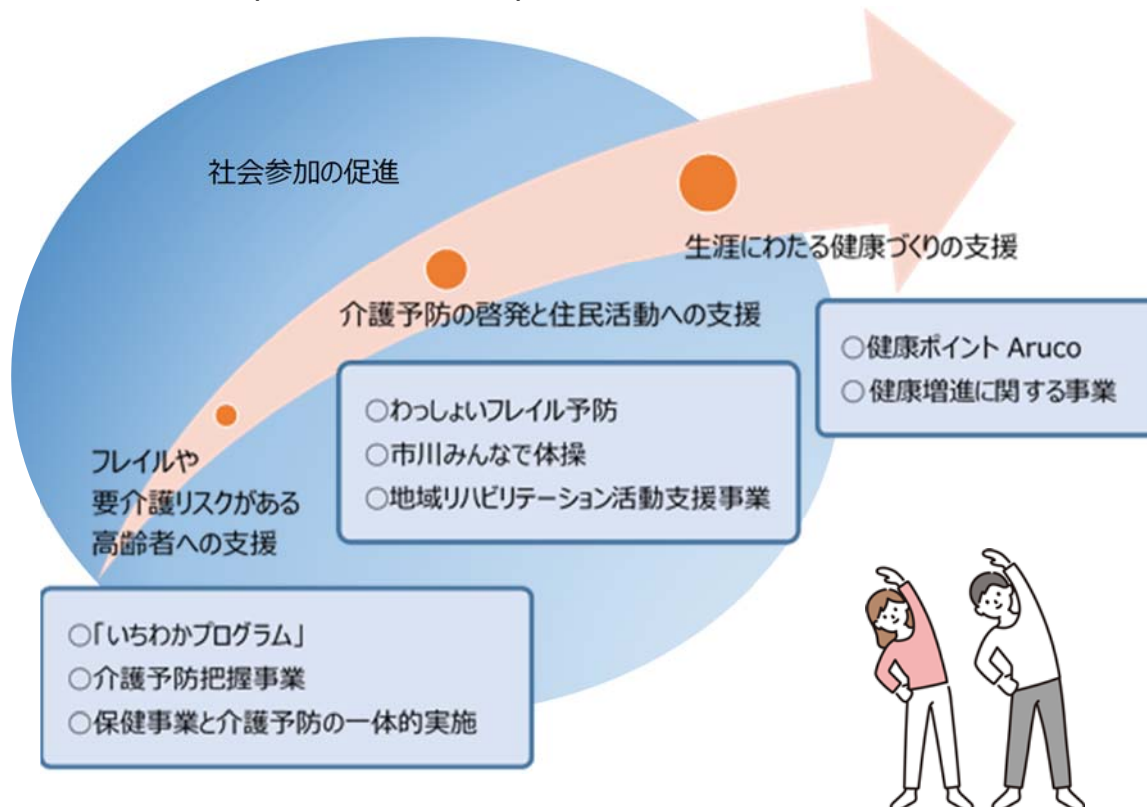 社会参加の促進
生涯にわたる健康づくりの支援
介護予防の啓発と住民活動への支援
○健康ポイント Aruco
○健康増進に関する事業
○わっしょいフレイル予防
○市川みんなで体操
○地域リハビリテーション活動支援事業
フレイルや
要介護リスクがある
高齢者への支援
○「いちわかプログラム」
○介護予防把握事業
○保健事業と介護予防の一体的実施